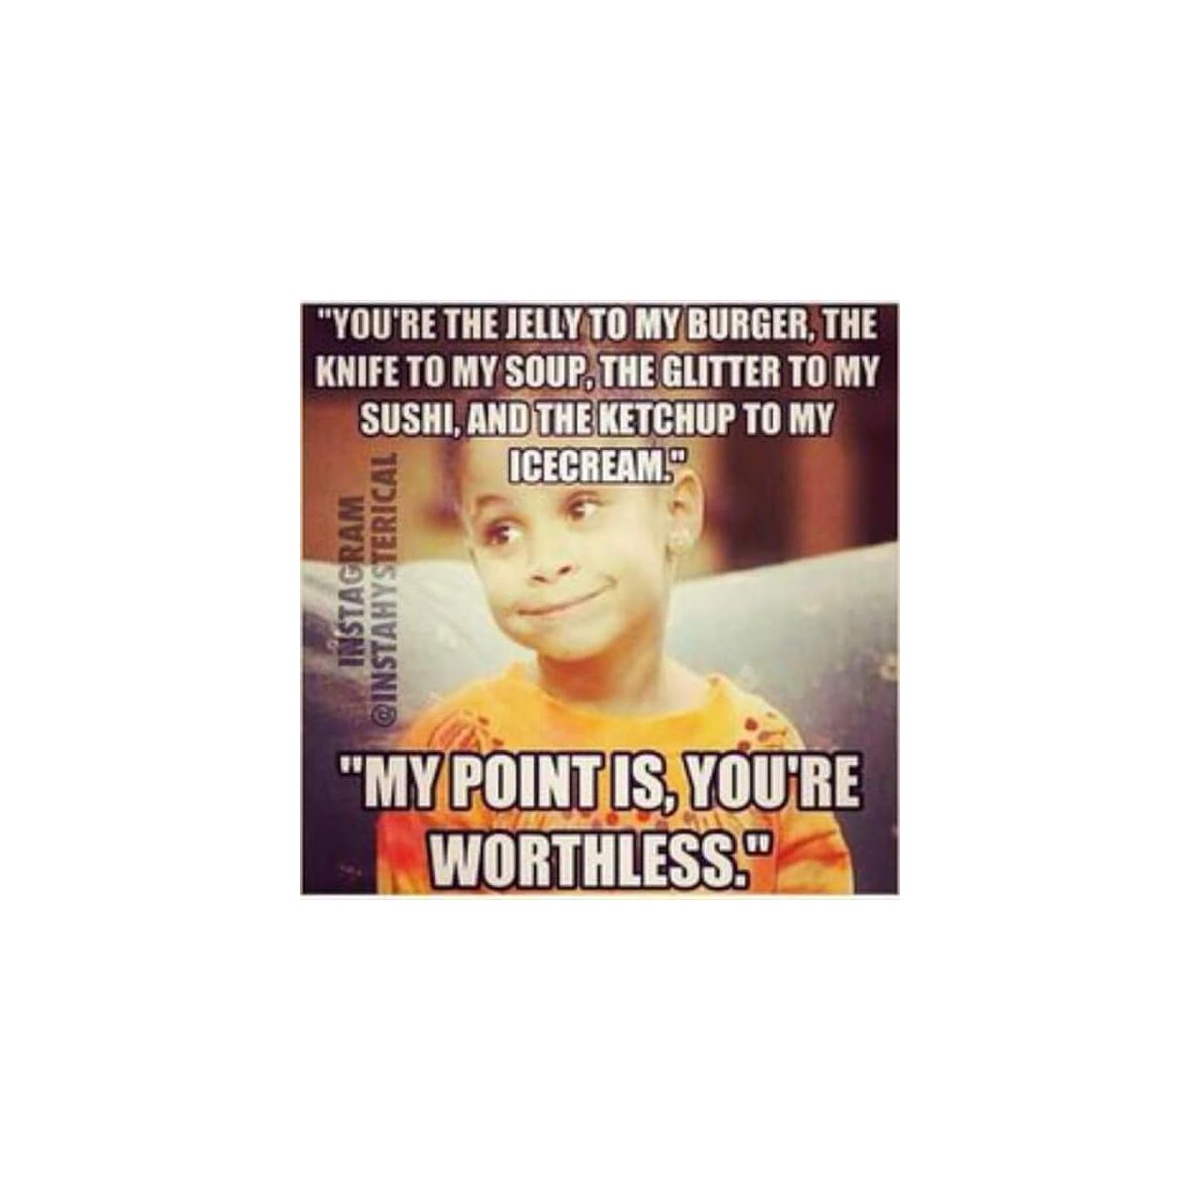 "YOU'RE THE JELLY TO MY BURGER, THE
KNIFE TO MY SOUP, THE GLITTER TO MY
SUSHI, AND THE KETCHUP TO MY
ICECREAM."
INSTAGRAM
@INSTAHYSTERICAL
"MY POINT IS, YOU'RE
WORTHLESS."